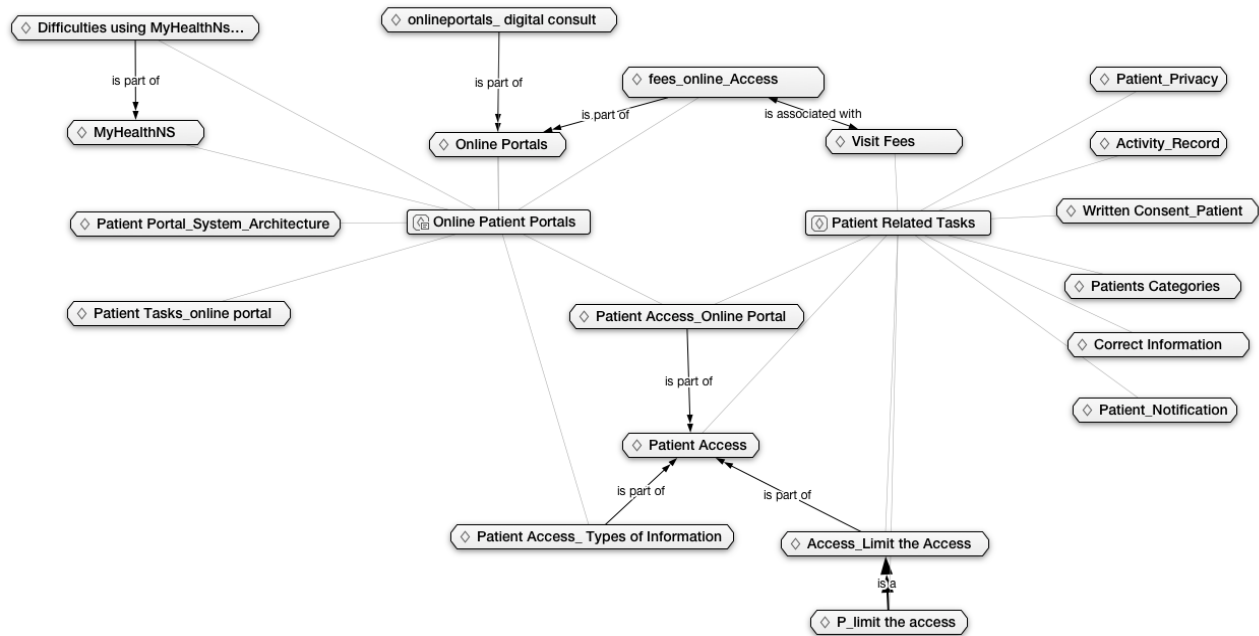 Difficulties using MyHealthNs...
onlineportals_ digital consult
is part of
is part of
fees_online_Access
Patient_Privacy
is part of
is associated with
MyHealthNS
Online Portals
Visit Fees
Activity_Record
Patient Portal_System_Architecture
Online Patient Portals
Patient Related Tasks
Written Consent_Patient
Patients Categories
Patient Tasks_online portal
Patient Access_Online Portal
Correct Information
is part of
Patient_Notification
Patient Access
is part of
is part of
Patient Access_ Types of Information
Access_Limit the Access
is a
P_limit the access